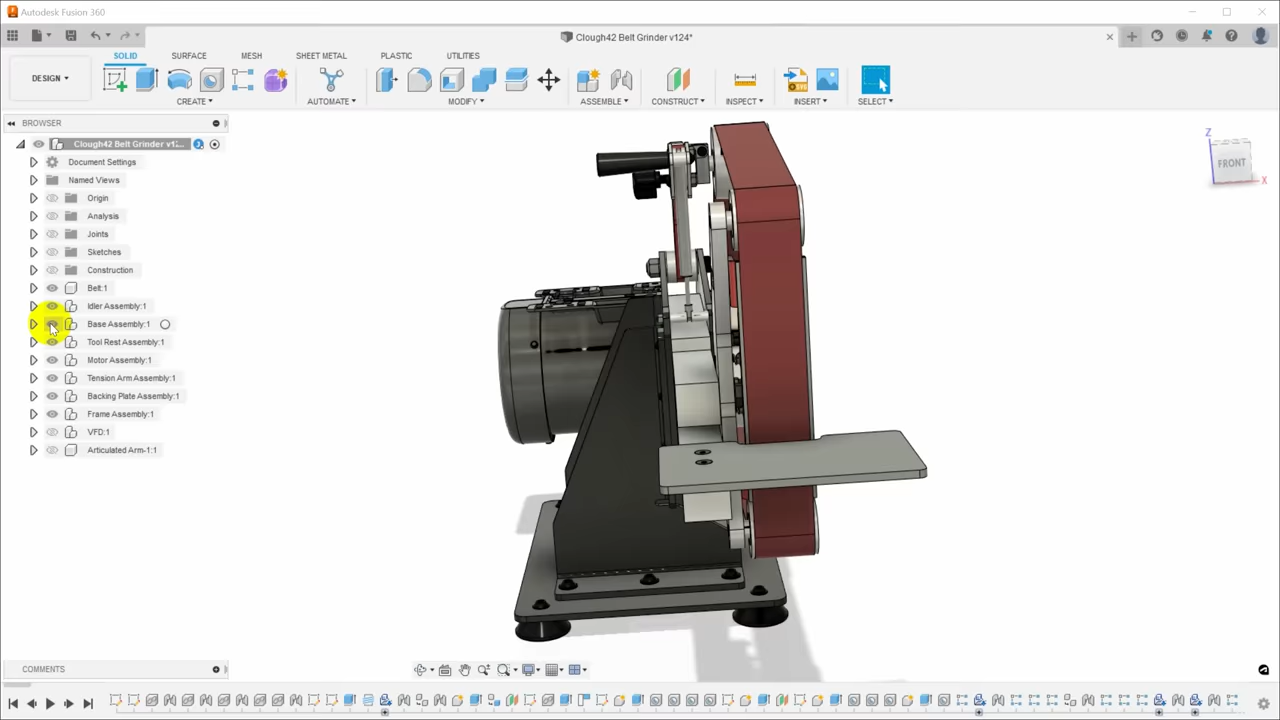 Autodesk Fusion 360
Clough42 Belt Grinder v124*
SOLID SURFACE MESH SHEET METAL PLASTIC UTILITIES
DESIGN
CREATE AUTOMATE MODIFY ASSEMBLE CONSTRUCT INSPECT INSERT SELECT
BROWSER
Clough42 Belt Grinder v12...
Document Settings
Named Views
Origin
Analysis
Joints
Sketches
Construction
Belt:1
Idler Assembly:1
Base Assembly:1
Tool Rest Assembly:1
Motor Assembly:1
Tension Arm Assembly:1
Backing Plate Assembly:1
Frame Assembly:1
VFD:1
Articulated Arm-1:1
Z
FRONT
X
COMMENTS